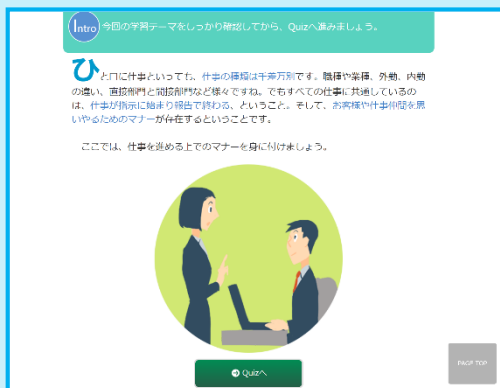 Intro 今回の学習テーマをしっかり確認してから、Quizへ進みましょう。
ひと口に仕事といっても、仕事の種類は千差万別です。職種や業種、外勤、内勤
の違い、直接部門と間接部門など様々ですね。でもすべての仕事に共通しているの
は、仕事が指示に始まり報告で終わる、ということ。そして、お客様や仕事仲間を思
いやるためのマナーが存在するということです。
ここでは、仕事を進める上でのマナーを身に付けましょう。
Quizへ
PAGE TOP